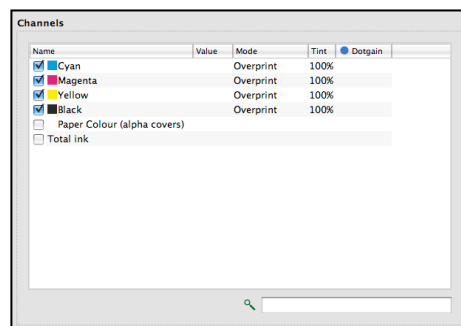 Channels
Name Value Mode Tint Dotgain
Cyan Overprint 100%
Magenta Overprint 100%
Yellow Overprint 100%
Black Overprint 100%
Paper Colour (alpha covers)
Total ink